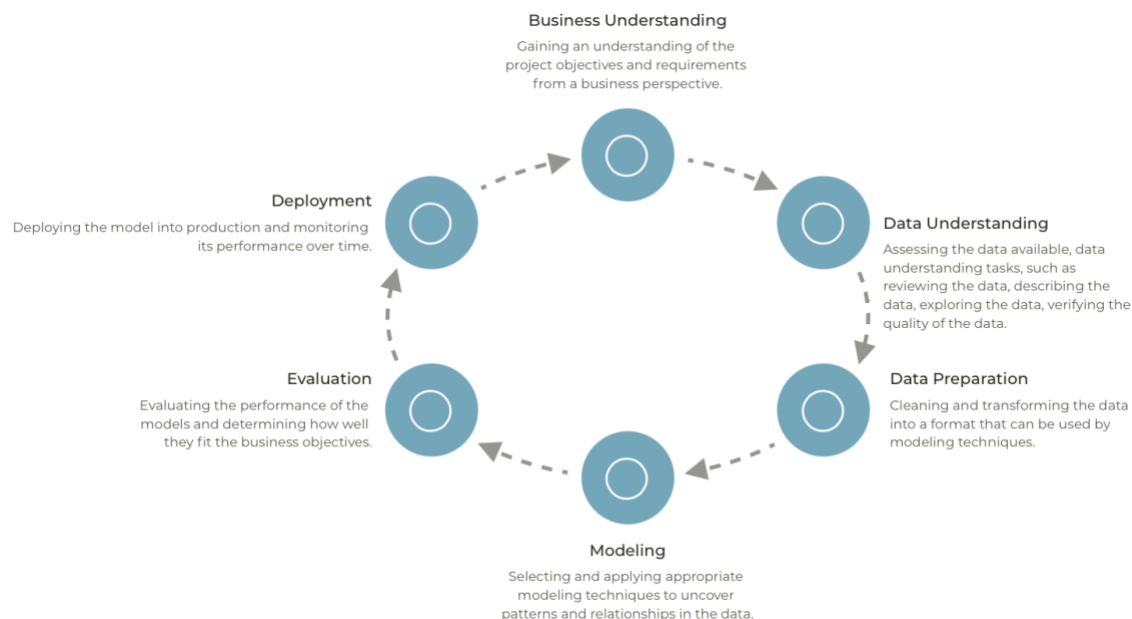 Business Understanding
Gaining an understanding of the
project objectives and requirements
from a business perspective.
Data Understanding
Assessing the data available, data
understanding tasks, such as
reviewing the data, describing the
data, exploring the data, verifying the
quality of the data.
Data Preparation
Cleaning and transforming the data
into a format that can be used by
modeling techniques.
Modeling
Selecting and applying appropriate
modeling techniques to uncover
patterns and relationships in the data.
Evaluation
Evaluating the performance of the
models and determining how well
they fit the business objectives.
Deployment
Deploying the model into production and monitoring
its performance over time.